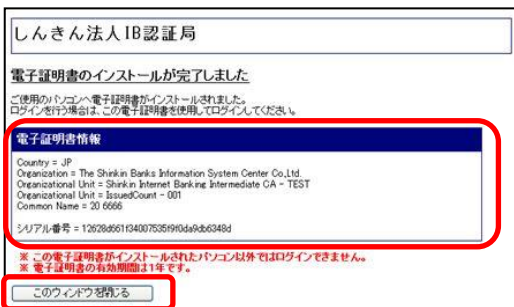 しんきん法人IB認証局
電子証明書のインストールが完了しました
ご使用のパソコンへ電子証明書がインストールされました。
ログインを行う場合は、この電子証明書を使用してログインしてください。
電子証明書情報
Country = JP
Organization = The Shinkin Banks Information System Center Co.,Ltd.
Organizational Unit = Shinkin Internet Banking Intermediate CA - TEST
Organizational Unit = IssuedCount - 001
Common Name = 20 6666
シリアル番号 = 12628d661f34007535f9f0da9db6348d
※ この電子証明書がインストールされたパソコン以外ではログインできません。
※ 電子証明書の有効期間は1年です。
このウィンドウを閉じる